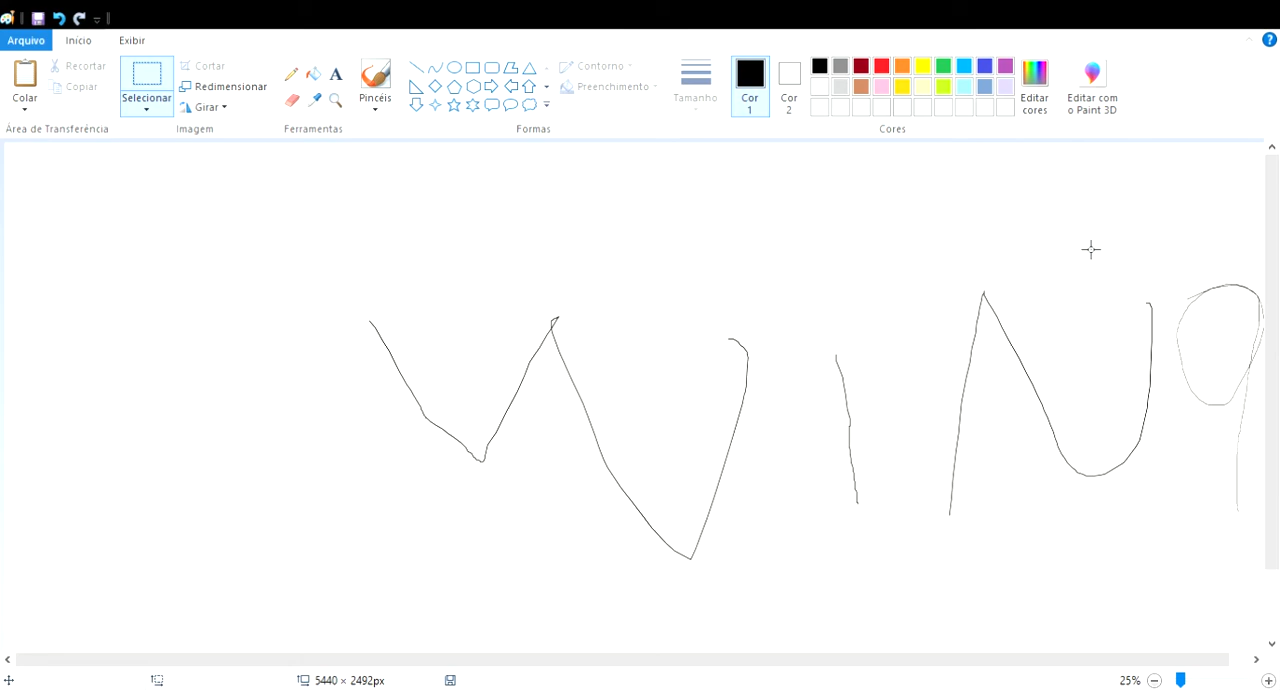 Arquivo Início Exibir
Colar Recortar Copiar
Selecionar Cortar Redimensionar Girar
Pincéis
Contorno Preenchimento
Tamanho
Cor 1
Cor 2
Editar cores
Editar com o Paint 3D
Área de Transferência Imagem Ferramentas Formas Cores
WIN9
5440 × 2492px 25%